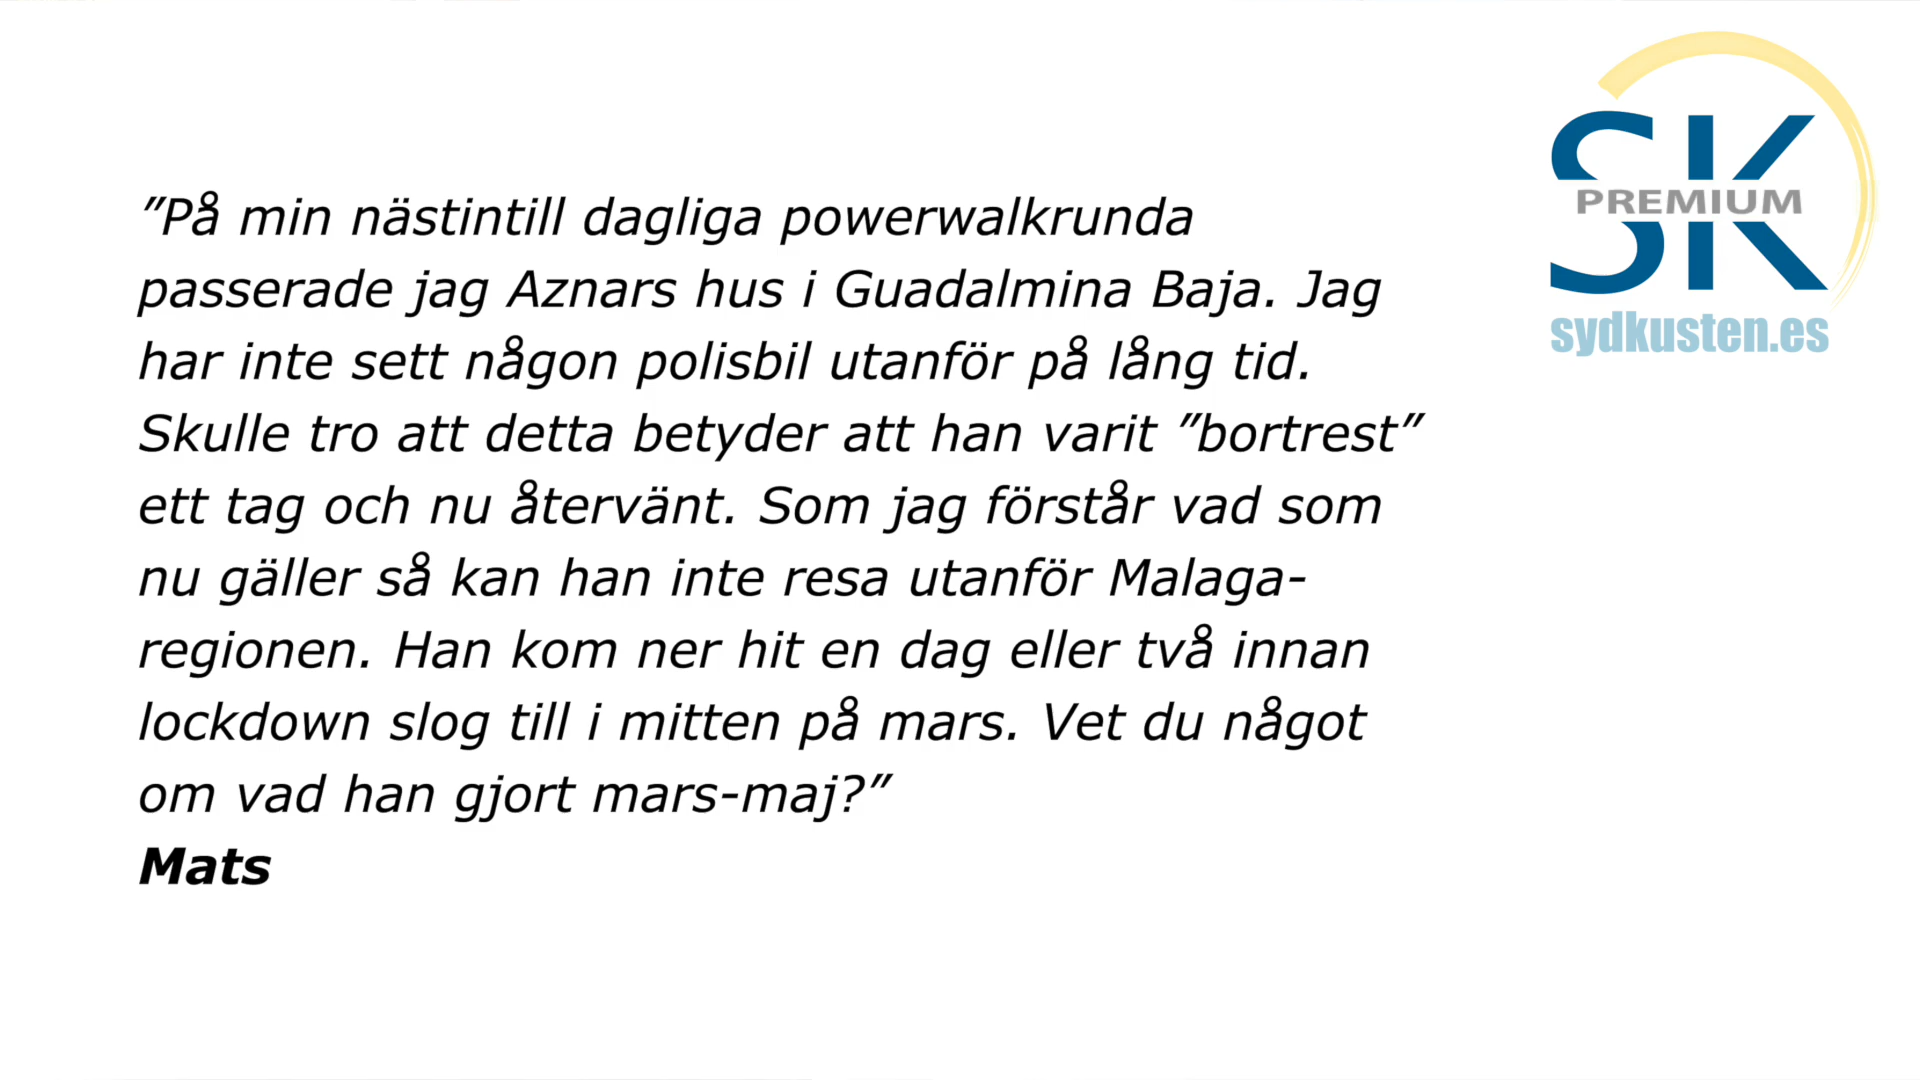 ”På min nästintill dagliga powerwalkrunda
passerade jag Aznars hus i Guadalmina Baja. Jag
har inte sett någon polisbil utanför på lång tid.
Skulle tro att detta betyder att han varit ”bortrest”
ett tag och nu återvänt. Som jag förstår vad som
nu gäller så kan han inte resa utanför Malaga-
regionen. Han kom ner hit en dag eller två innan
lockdown slog till i mitten på mars. Vet du något
om vad han gjort mars-maj?”
Mats
SK
PREMIUM
sydkusten.es